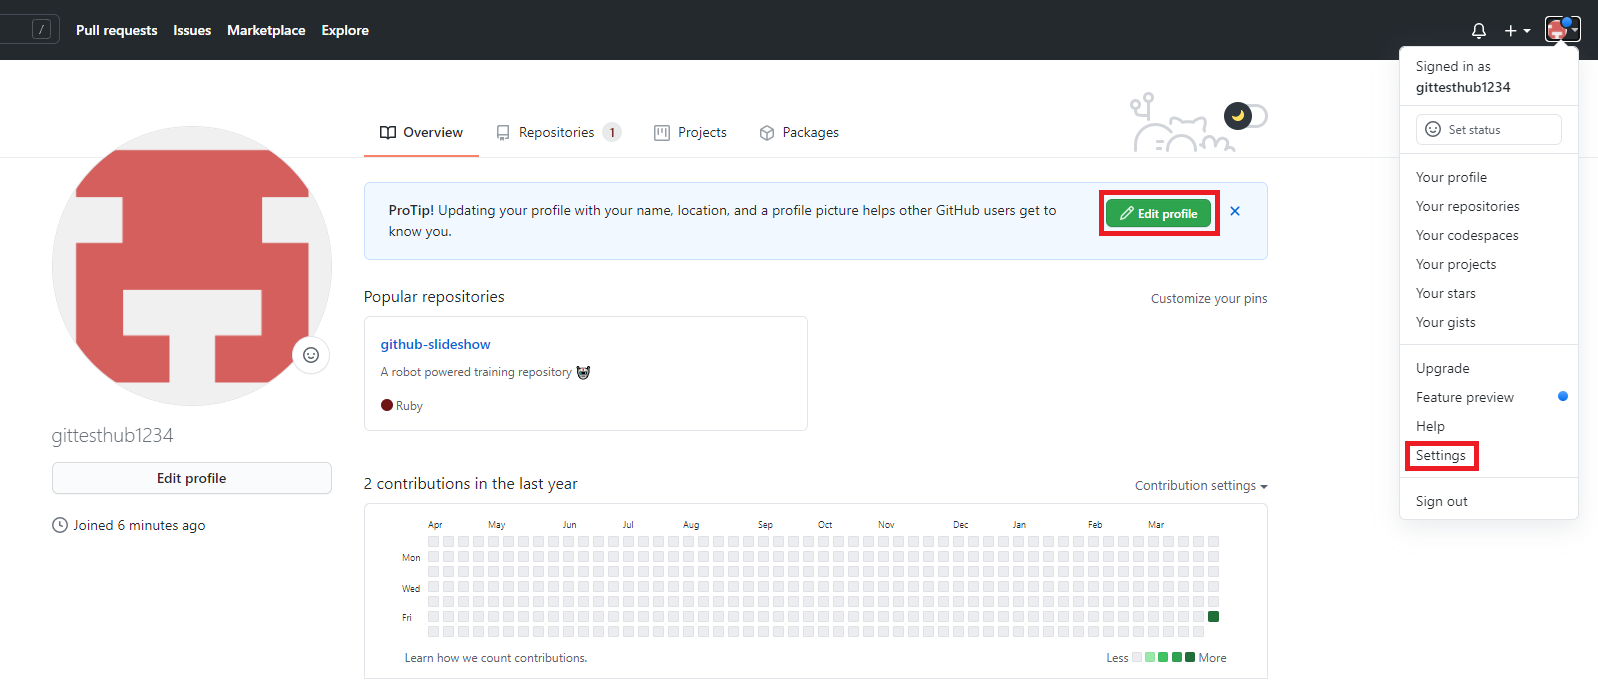 / Pull requests Issues Marketplace Explore
Signed in as
gittesthub1234
Set status
Your profile
Your repositories
Your codespaces
Your projects
Your stars
Your gists
Upgrade
Feature preview
Help
Settings
Sign out
Overview Repositories 1 Projects Packages
ProTip! Updating your profile with your name, location, and a profile picture helps other GitHub users get to
know you.
Edit profile
gittesthub1234
Edit profile
Joined 6 minutes ago
Popular repositories Customize your pins
github-slideshow
A robot powered training repository
Ruby
2 contributions in the last year Contribution settings
Apr May Jun Jul Aug Sep Oct Nov Dec Jan Feb Mar
Mon
Wed
Fri
Learn how we count contributions. Less More